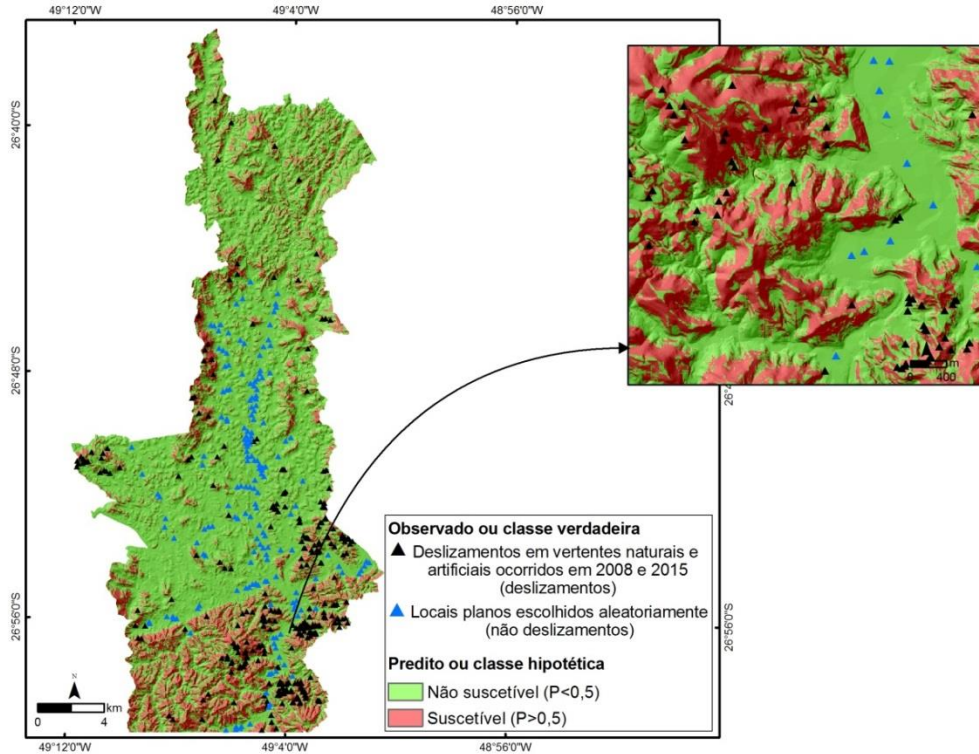 49°12'0"W 49°4'0"W 48°56'0"W
26°40'0"S
0 400 m
26°48'0"S
26°4
Observado ou classe verdadeira
Deslizamentos em vertentes naturais e
artificiais ocorridos em 2008 e 2015
(deslizamentos)
Locais planos escolhidos aleatoriamente
(não deslizamentos)
26°56'0"S
26°56'0"S
Predito ou classe hipotética
Não suscetível (P<0,5)
Suscetível (P>0,5)
N
0 4 km
49°12'0"W 49°4'0"W 48°56'0"W